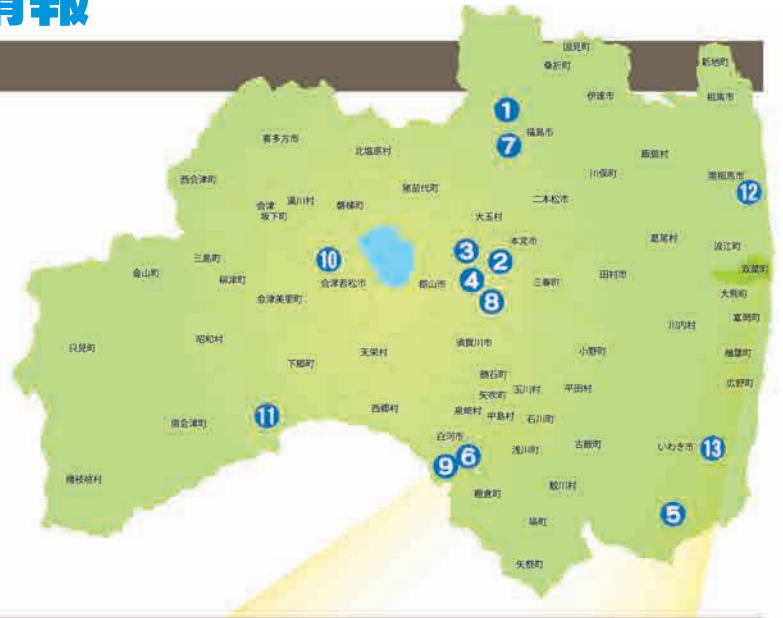 情報
国見町
桑折町
新地町
伊達市
相馬市
❶
福島市
❼
喜多方市
北塩原村
飯舘村
川俣町
南相馬市
⓬
西会津町
猪苗代町
二本松市
会津
坂下町
湯川村
磐梯町
大玉村
本宮市
葛尾村
浪江町
❸
❷
❿
三島町
金山町
柳津町
会津若松市
郡山市
❹
三春町
田村市
双葉町
大熊町
会津美里町
❽
富岡町
川内村
昭和村
只見町
下郷町
天栄村
須賀川市
小野町
楢葉町
鏡石町
広野町
矢吹町
玉川村
平田村
西郷村
泉崎村
中島村
石川町
⓫
南会津町
白河市
浅川町
古殿町
いわき市
⓭
❾
❻
檜枝岐村
棚倉町
鮫川村
❺
塙町
矢祭町